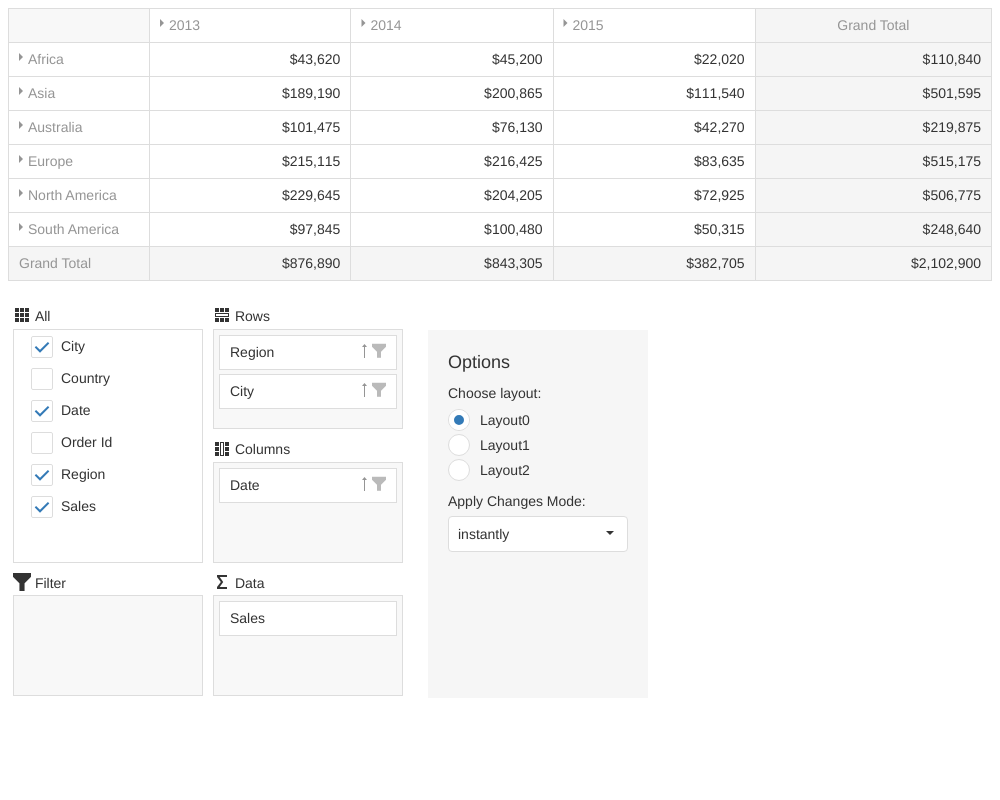 2013 2014 2015 Grand Total
Africa $43,620 $45,200 $22,020 $110,840
Asia $189,190 $200,865 $111,540 $501,595
Australia $101,475 $76,130 $42,270 $219,875
Europe $215,115 $216,425 $83,635 $515,175
North America $229,645 $204,205 $72,925 $506,775
South America $97,845 $100,480 $50,315 $248,640
Grand Total $876,890 $843,305 $382,705 $2,102,900
All
City
Country
Date
Order Id
Region
Sales
Filter
Rows
Region
City
Columns
Date
Data
Sales
Options
Choose layout:
Layout0
Layout1
Layout2
Apply Changes Mode:
instantly